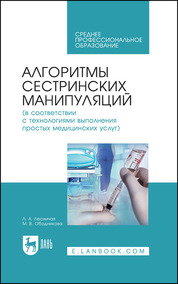 СРЕДНЕЕ
ПРОФЕССИОНАЛЬНОЕ
ОБРАЗОВАНИЕ
АЛГОРИТМЫ
СЕСТРИНСКИХ
МАНИПУЛЯЦИЙ
(в соответствии
с технологиями выполнения
простых медицинских услуг)
Л. А. Лесничая
М. В. Ободникова
ЛАНЬ
E.LANBOOK.COM